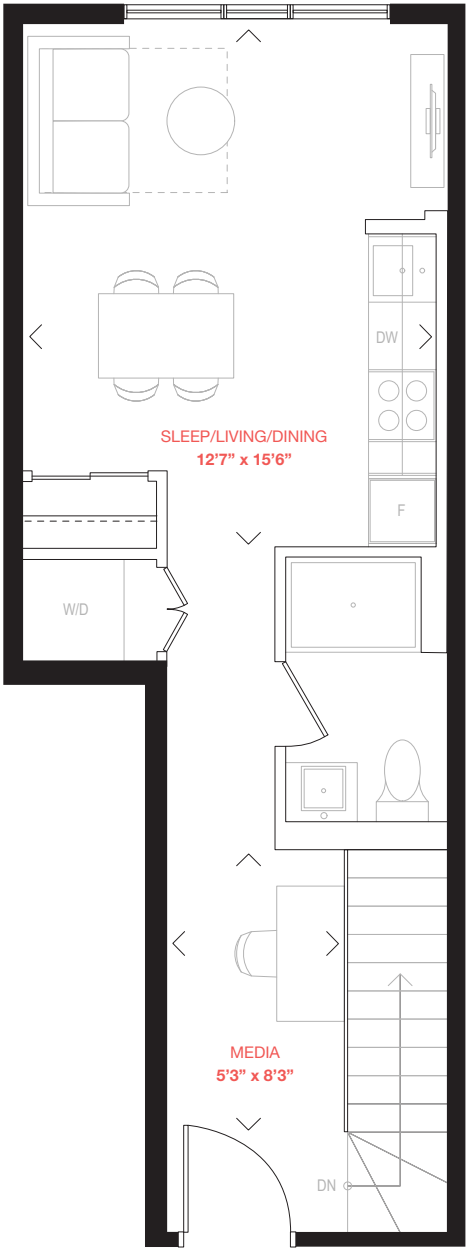 DW
SLEEP/LIVING/DINING
12’7” x 15’6”
F
W/D
MEDIA
5’3” x 8’3”
DN